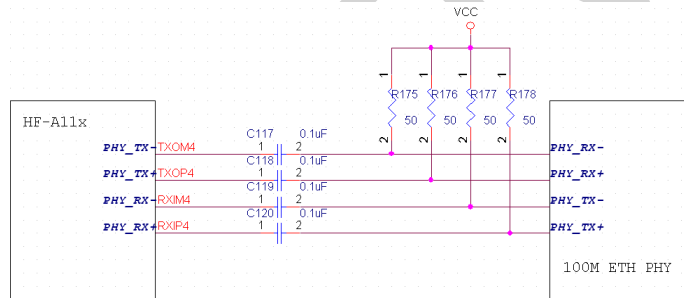 VCC
1 1 1 1
R175 R176 R177 R178
50 50 50 50
2 2 2 2
HF-A11x
C117 0.1uF
PHY_TX- TXOM4 1 2 PHY_RX-
C118 0.1uF
PHY_TX+ TXOP4 1 2 PHY_RX+
C119 0.1uF
PHY_RX- RXIM4 1 2 PHY_TX-
C120 0.1uF
PHY_RX+ RXIP4 1 2 PHY_TX+
100M ETH PHY